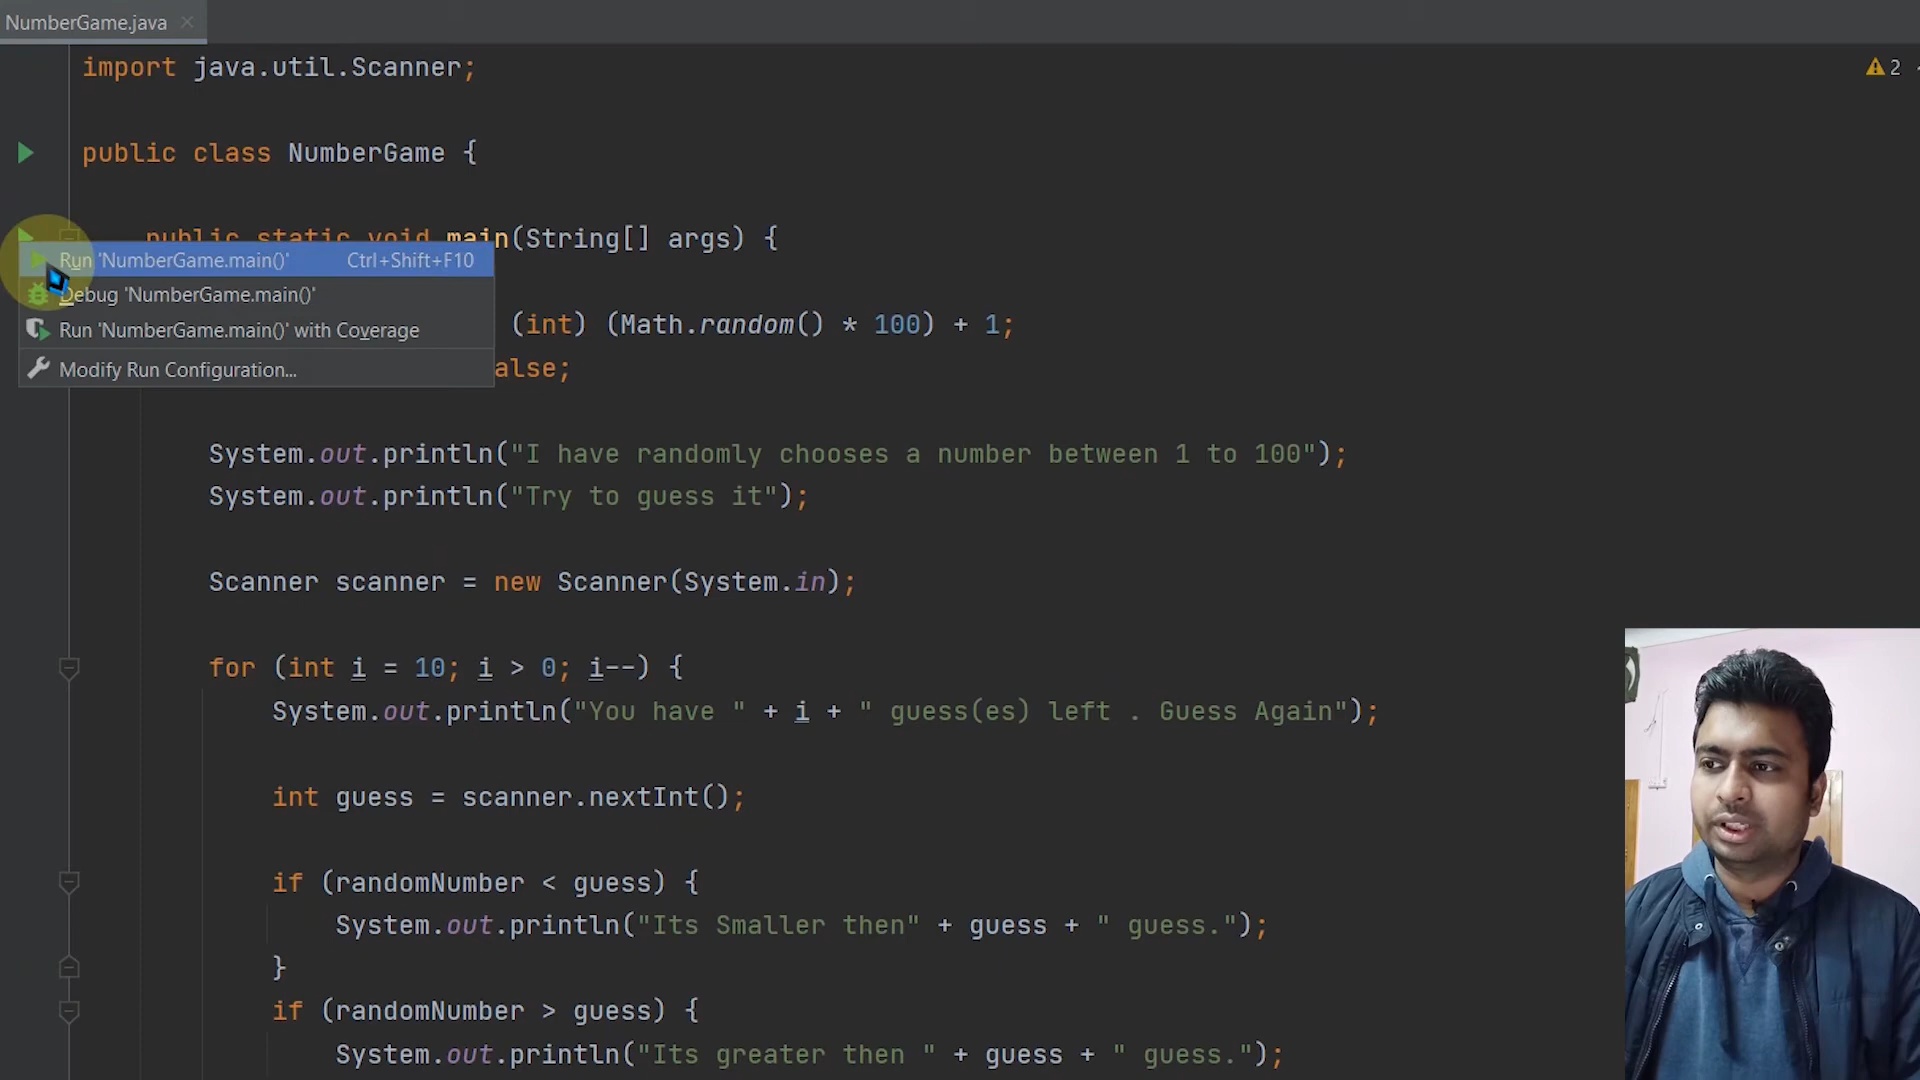 NumberGame.java
import java.util.Scanner;
2
public class NumberGame {
public static void main(String[] args) {
Run 'NumberGame.main()' Ctrl+Shift+F10
Debug 'NumberGame.main()'
(int) (Math.random() * 100) + 1;
Run 'NumberGame.main()' with Coverage
alse;
Modify Run Configuration...
System.out.println("I have randomly chooses a number between 1 to 100");
System.out.println("Try to guess it");
Scanner scanner = new Scanner(System.in);
for (int i = 10; i > 0; i--) {
System.out.println("You have " + i + " guess(es) left . Guess Again");
int guess = scanner.nextInt();
if (randomNumber < guess) {
System.out.println("Its Smaller then" + guess + " guess.");
}
if (randomNumber > guess) {
System.out.println("Its greater then " + guess + " guess.");